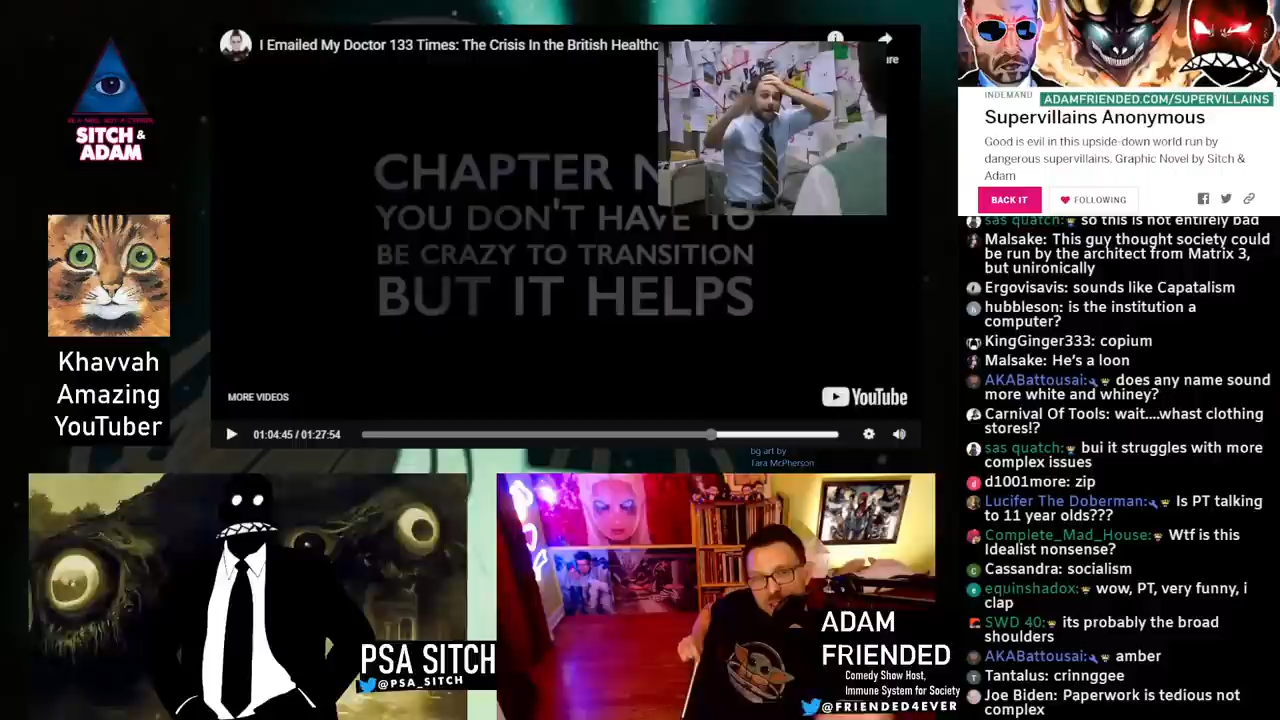 I Emailed My Doctor 133 Times: The Crisis In the British Healthc
are
CHAPTER N
YOU DON'T HAVE TO
BE CRAZY TO TRANSITION
BUT IT HELPS
MORE VIDEOS
YouTube
01:04:45 / 01:27:54
SITCH &
ADAM
Khavvah
Amazing
YouTuber
bg art by
Tara McPherson
PSA SITCH
@PSA_SITCH
ADAM
FRIENDED
Comedy Show Host,
Immune System for Society
@FRIENDED4EVER
INDEMAND
ADAMFRIENDED.COM/SUPERVILLAINS
Supervillains Anonymous
Good is evil in this upside-down world run by
dangerous supervillains. Graphic Novel by Sitch &
Adam
BACK IT
FOLLOWING
sas quatch: so this is not entirely bad
Malsake: This guy thought society could
be run by the architect from Matrix 3,
but unironically
Ergovisavis: sounds like Capatalism
hubbleson: is the institution a
computer?
KingGinger333: copium
Malsake: He's a loon
AKABattousai: does any name sound
more white and whiney?
Carnival Of Tools: wait....whast clothing
stores!?
sas quatch: bui it struggles with more
complex issues
d1001more: zip
Lucifer The Doberman: Is PT talking
to 11 year olds???
Complete_Mad_House: Wtf is this
Idealist nonsense?
Cassandra: socialism
equinshadox: wow, PT, very funny, i
clap
SWD 40: its probably the broad
shoulders
AKABattousai: amber
Tantalus: crinnggee
Joe Biden: Paperwork is tedious not
complex